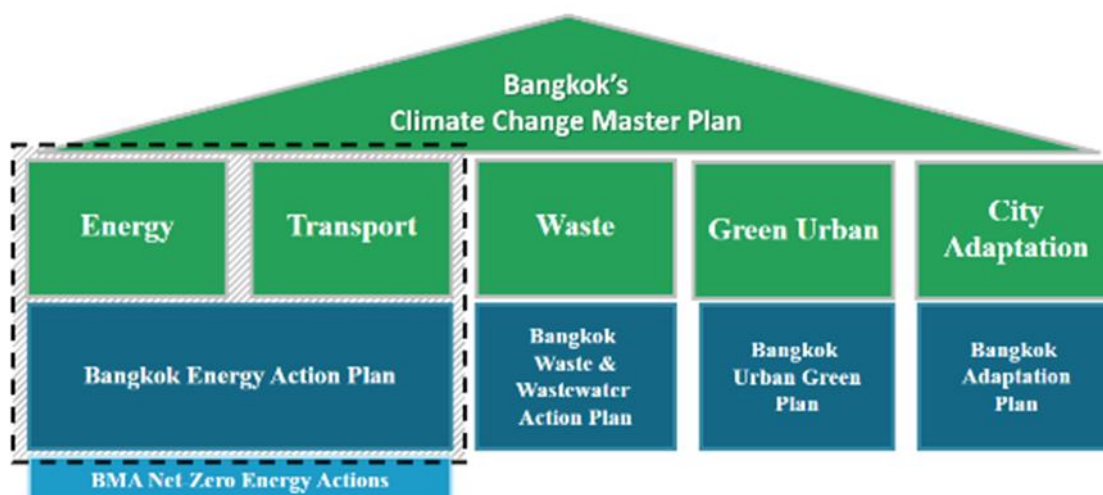 Bangkok's
Climate Change Master Plan
Energy
Transport
Waste
Green Urban
City
Adaptation
Bangkok Energy Action Plan
Bangkok
Waste &
Wastewater
Action Plan
Bangkok
Urban Green
Plan
Bangkok
Adaptation
Plan
BMA Net-Zero Energy Actions